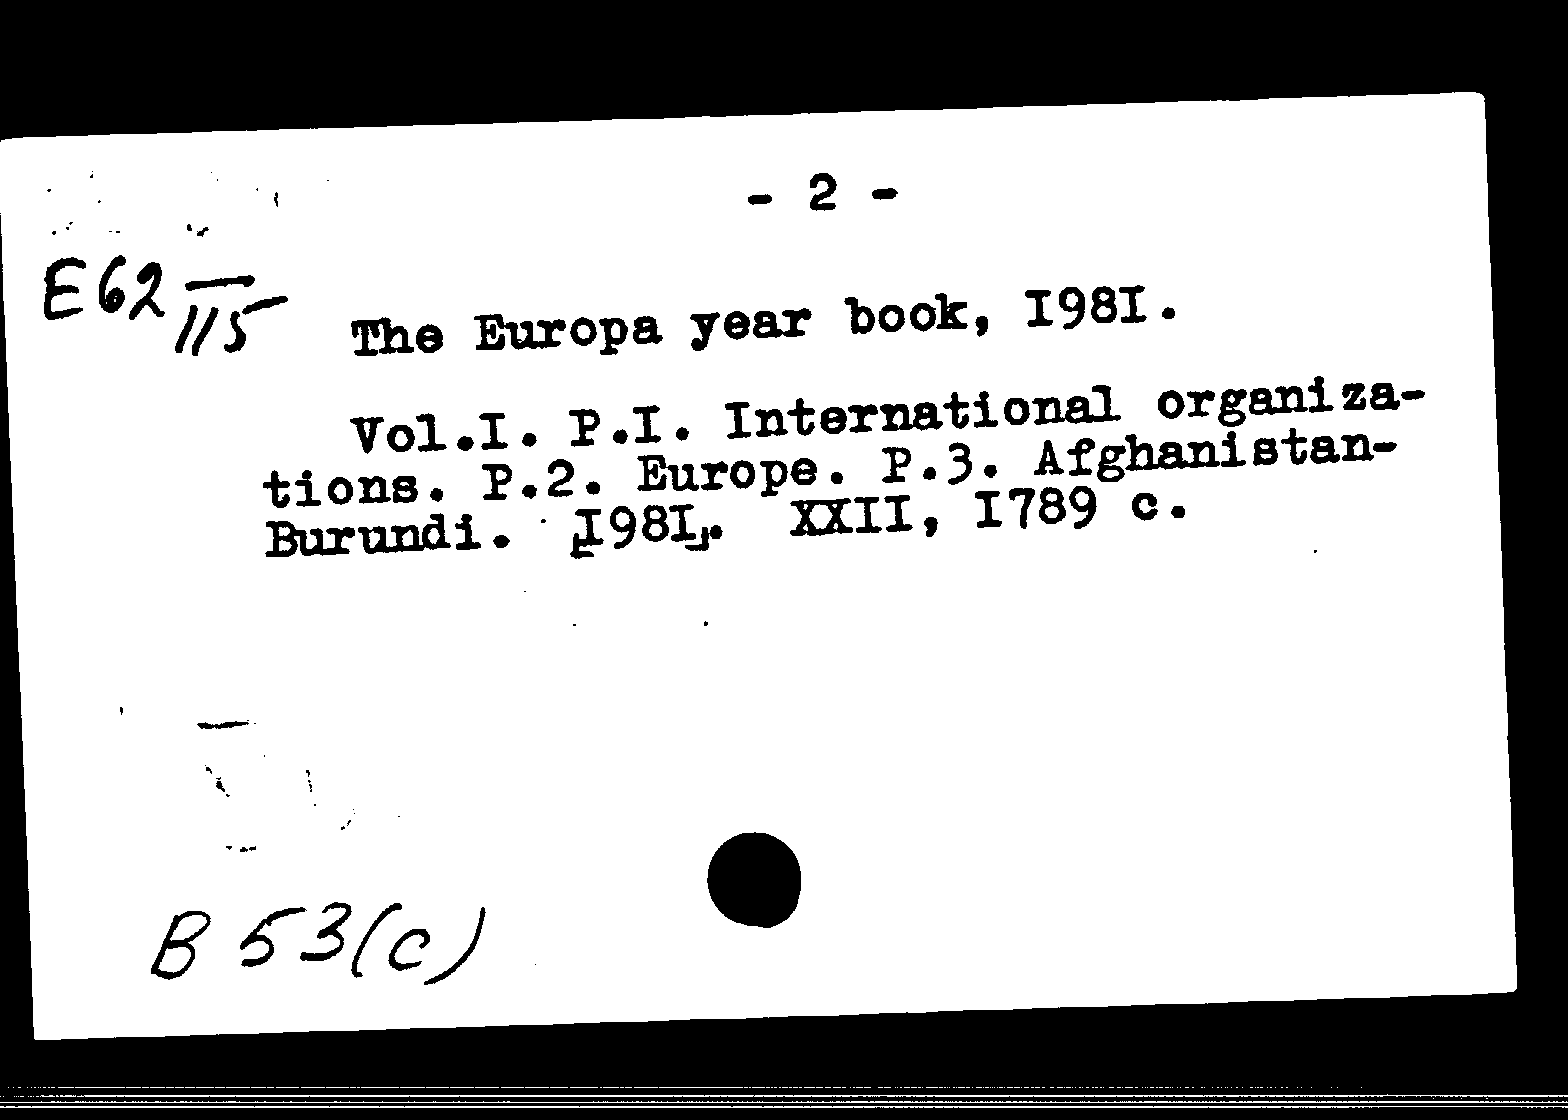 - 2 -
E62 —
115
The Europa year book, I98I.
Vol.I. P.I. International organiza-
tions. P.2. Europe. P.3. Afghanistan-
Burundi. [I98I]. XXII, I789 c.
B 53(c)